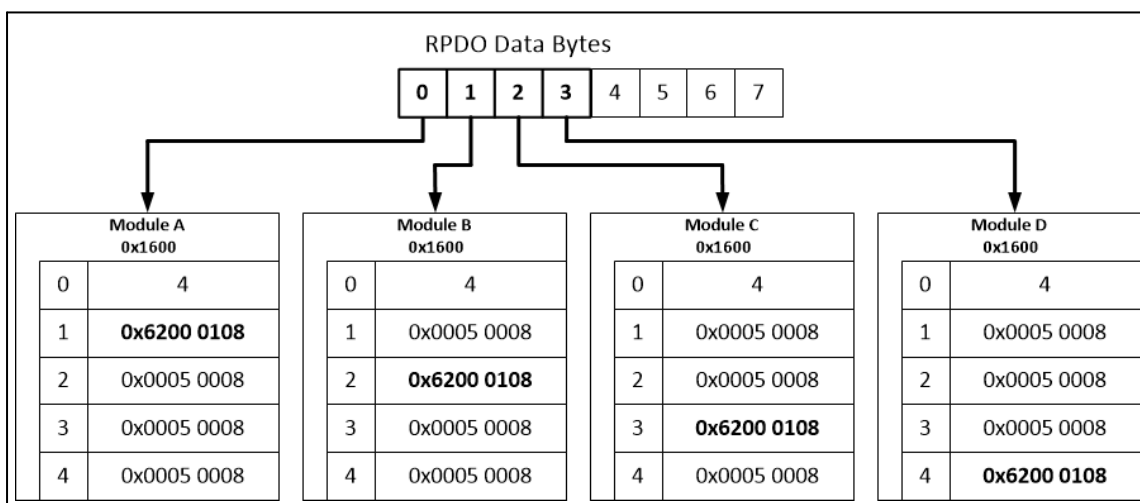 RPDO Data Bytes
0 1 2 3 4 5 6 7
Module A Module B Module C Module D
0x1600 0x1600 0x1600 0x1600
0 4 0 4 0 4 0 4
1 0x6200 0108 1 0x0005 0008 1 0x0005 0008 1 0x0005 0008
2 0x0005 0008 2 0x6200 0108 2 0x0005 0008 2 0x0005 0008
3 0x0005 0008 3 0x0005 0008 3 0x6200 0108 3 0x0005 0008
4 0x0005 0008 4 0x0005 0008 4 0x0005 0008 4 0x6200 0108